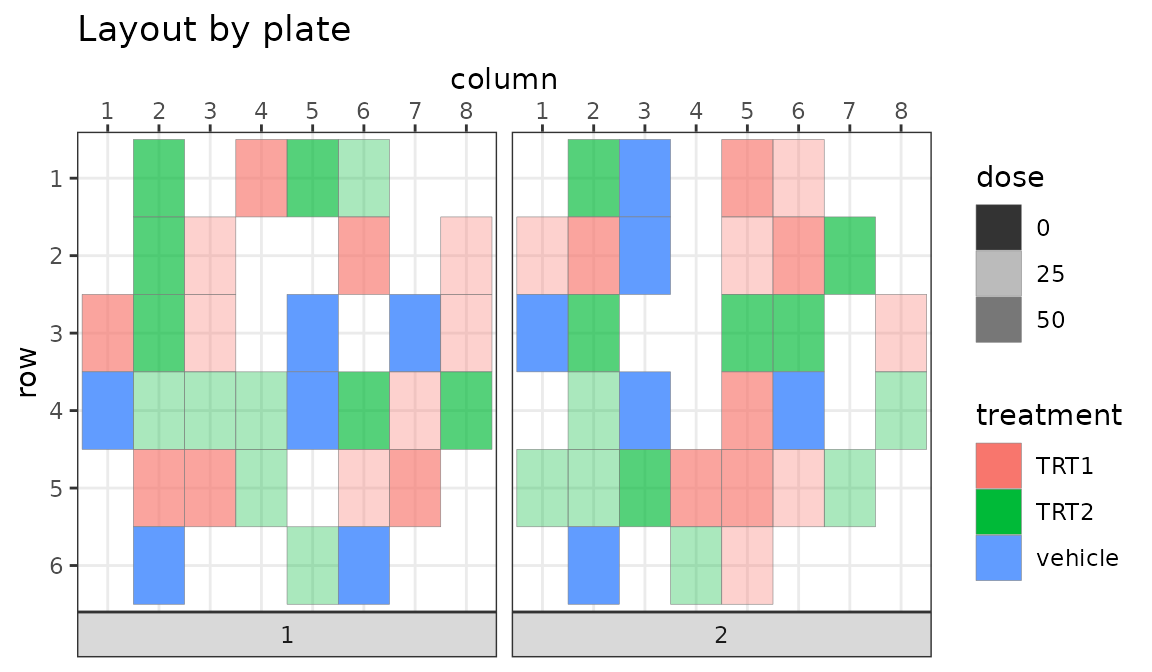 Layout by plate
column
1 2 3 4 5 6 7 8 1 2 3 4 5 6 7 8
row
1
2
3
4
5
6
1 2
dose
0
25
50
treatment
TRT1
TRT2
vehicle